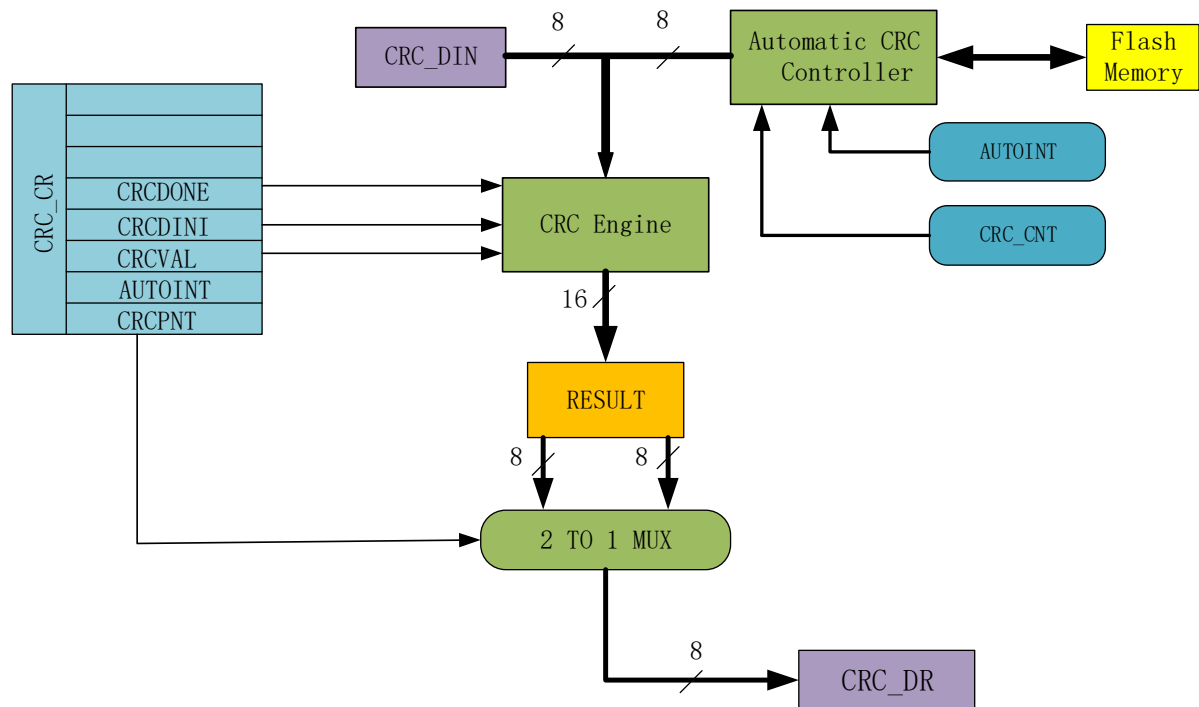 8
8
CRC_DIN
Automatic CRC
Controller
Flash
Memory
CRC_CR
CRCDONE
CRCDINI
CRCVAL
AUTOINT
CRCPNT
CRC Engine
AUTOINT
CRC_CNT
16
RESULT
8
8
2 TO 1 MUX
8
CRC_DR